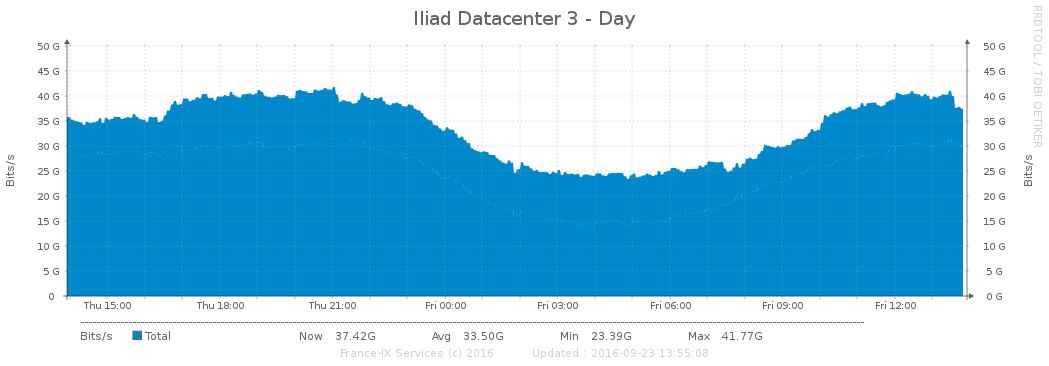 Iliad Datacenter 3 - Day
RRDTOOL / TOBI OETIKER
Bits/s
50 G 50 G
45 G 45 G
40 G 40 G
35 G 35 G
30 G 30 G
25 G 25 G
20 G 20 G
15 G 15 G
10 G 10 G
5 G 5 G
0 0 G
Bits/s
Thu 15:00 Thu 18:00 Thu 21:00 Fri 00:00 Fri 03:00 Fri 06:00 Fri 09:00 Fri 12:00
Bits/s Total Now 37.42G Avg 33.50G Min 23.39G Max 41.77G
France-IX Services (c) 2016 Updated : 2016-09-23 13:55:08